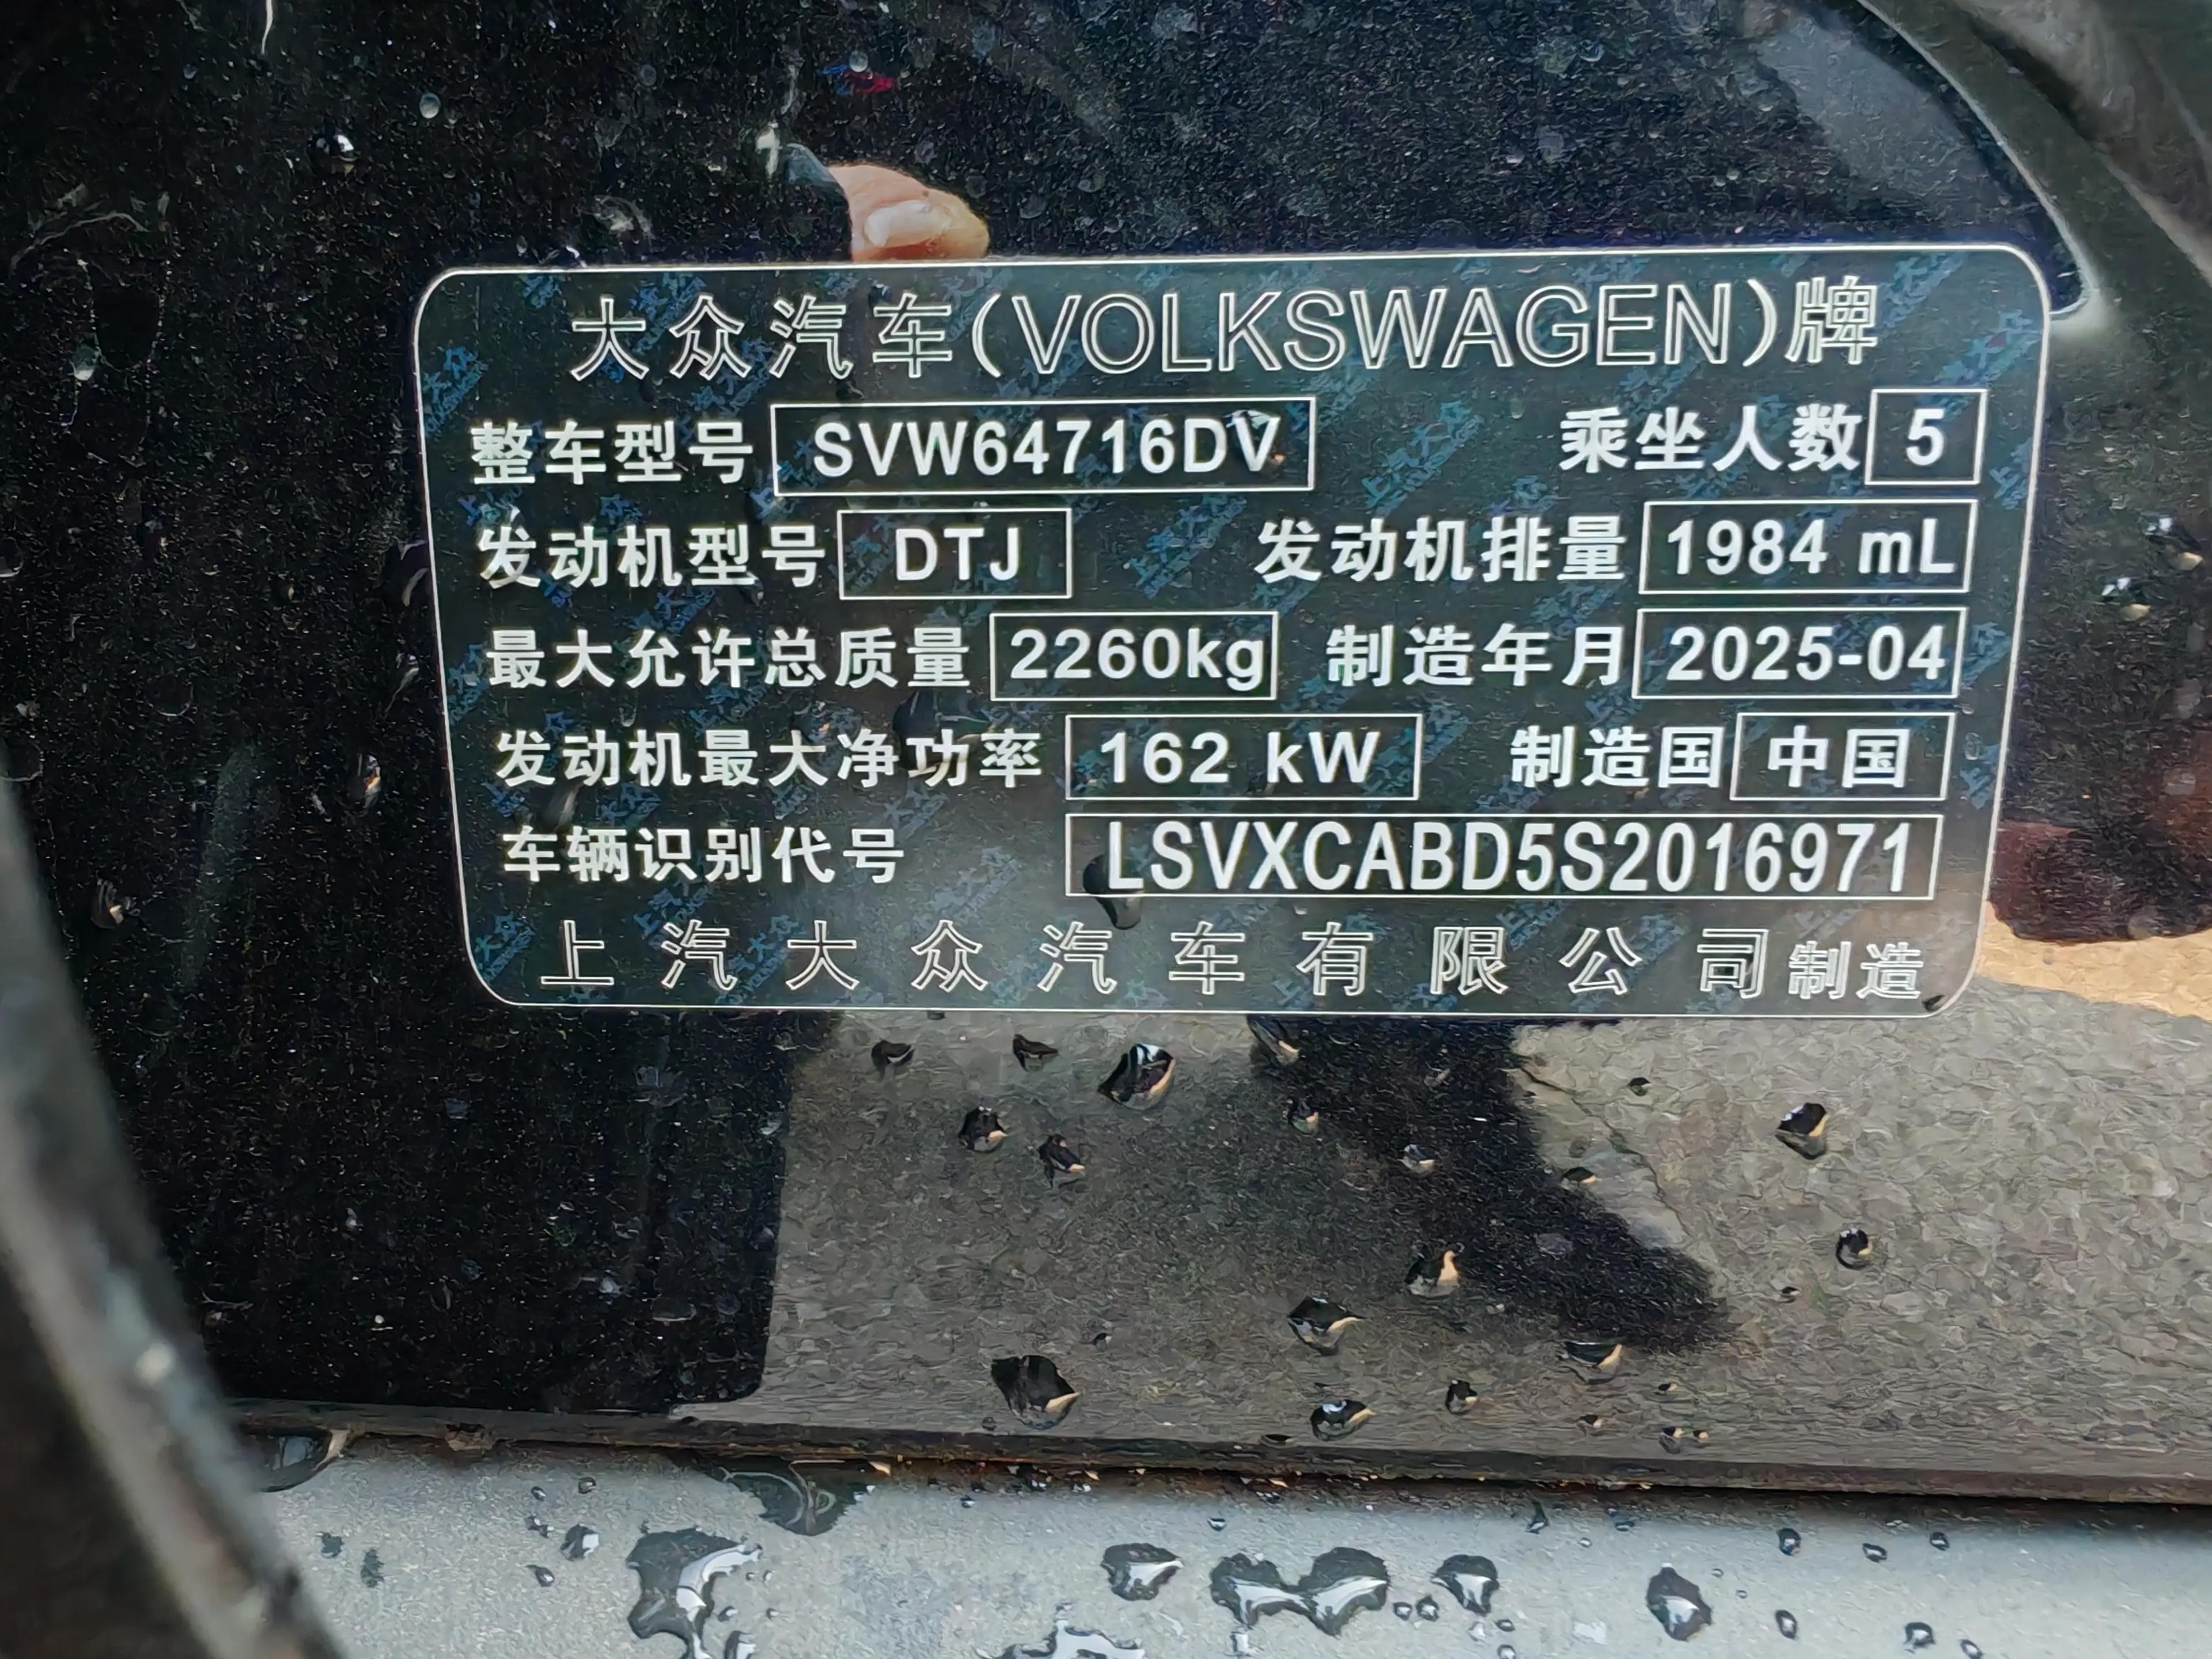 大众汽车(VOLKSWAGEN)牌
整车型号 SVW64716DV 乘坐人数 5
发动机型号 DTJ 发动机排量 1984 mL
最大允许总质量 2260kg 制造年月 2025-04
发动机最大净功率 162 kW 制造国 中国
车辆识别代号 LSVXCABD5S2016971
上汽大众汽车有限公司制造